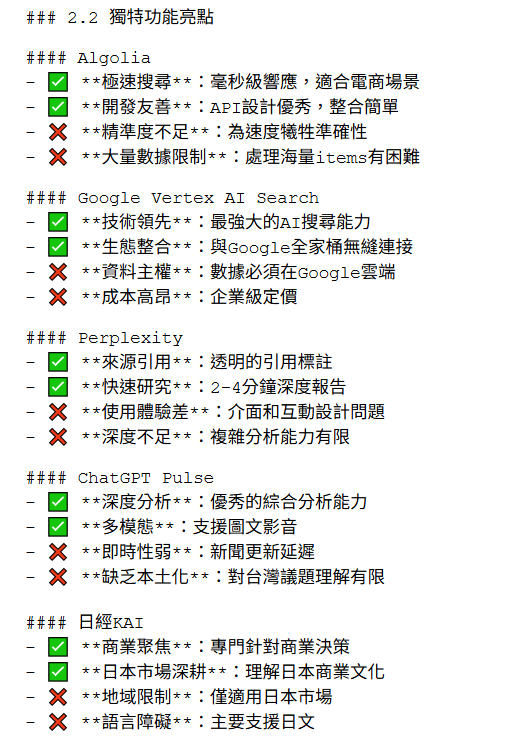 ### 2.2 獨特功能亮點
#### Algolia
- ✅ **極速搜尋**：毫秒級響應，適合電商場景
- ✅ **開發友善**：API設計優秀，整合簡單
- ❌ **精準度不足**：為速度犧牲準確性
- ❌ **大量數據限制**：處理海量items有困難
#### Google Vertex AI Search
- ✅ **技術領先**：最強大的AI搜尋能力
- ✅ **生態整合**：與Google全家桶無縫連接
- ❌ **資料主權**：數據必須在Google雲端
- ❌ **成本高昂**：企業級定價
#### Perplexity
- ✅ **來源引用**：透明的引用標註
- ✅ **快速研究**：2-4分鐘深度報告
- ❌ **使用體驗差**：介面和互動設計問題
- ❌ **深度不足**：複雜分析能力有限
#### ChatGPT Pulse
- ✅ **深度分析**：優秀的綜合分析能力
- ✅ **多模態**：支援圖文影音
- ❌ **即時性弱**：新聞更新延遲
- ❌ **缺乏本土化**：對台灣議題理解有限
#### 日經KAI
- ✅ **商業聚焦**：專門針對商業決策
- ✅ **日本市場深耕**：理解日本商業文化
- ❌ **地域限制**：僅適用日本市場
- ❌ **語言障礙**：主要支援日文